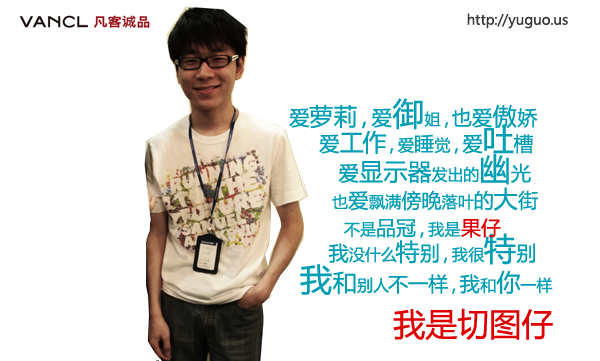 VANCL 凡客诚品
http://yuguo.us
爱萝莉,爱御姐,也爱傲娇
爱工作,爱睡觉,爱吐槽
爱显示器发出的幽光
也爱飘满傍晚落叶的大街
不是品冠,我是果仔
我没什么特别,我很特别
我和别人不一样,我和你一样
我是切图仔